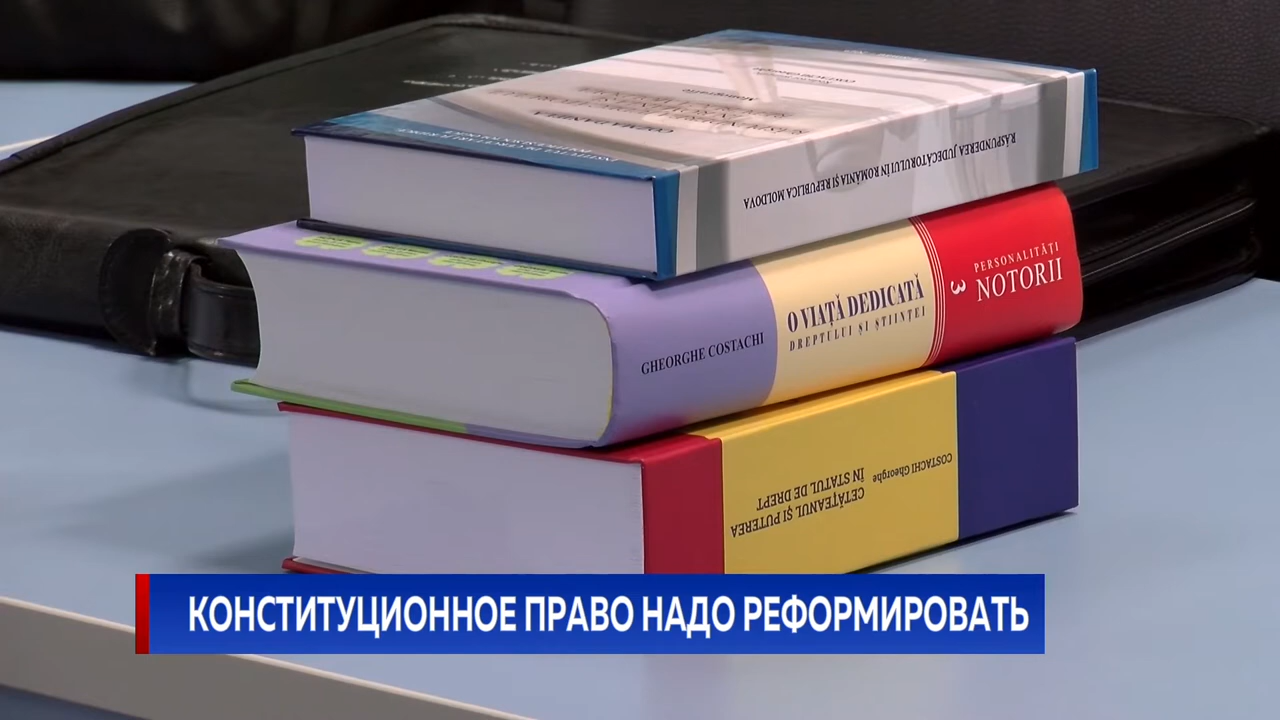 RĂSPUNDEREA JUDECĂTORULUI ÎN ROMÂNIA ȘI REPUBLICA MOLDOVA
GHEORGHE COSTACHI
O VIAȚĂ DEDICATĂ
DREPTULUI ȘI ȘTIINȚEI
3
PERSONALITĂȚI
NOTORII
COSTACHI Gheorghe
CETĂȚEANUL ȘI PUTEREA
ÎN STATUL DE DREPT
КОНСТИТУЦИОННОЕ ПРАВО НАДО РЕФОРМИРОВАТЬ